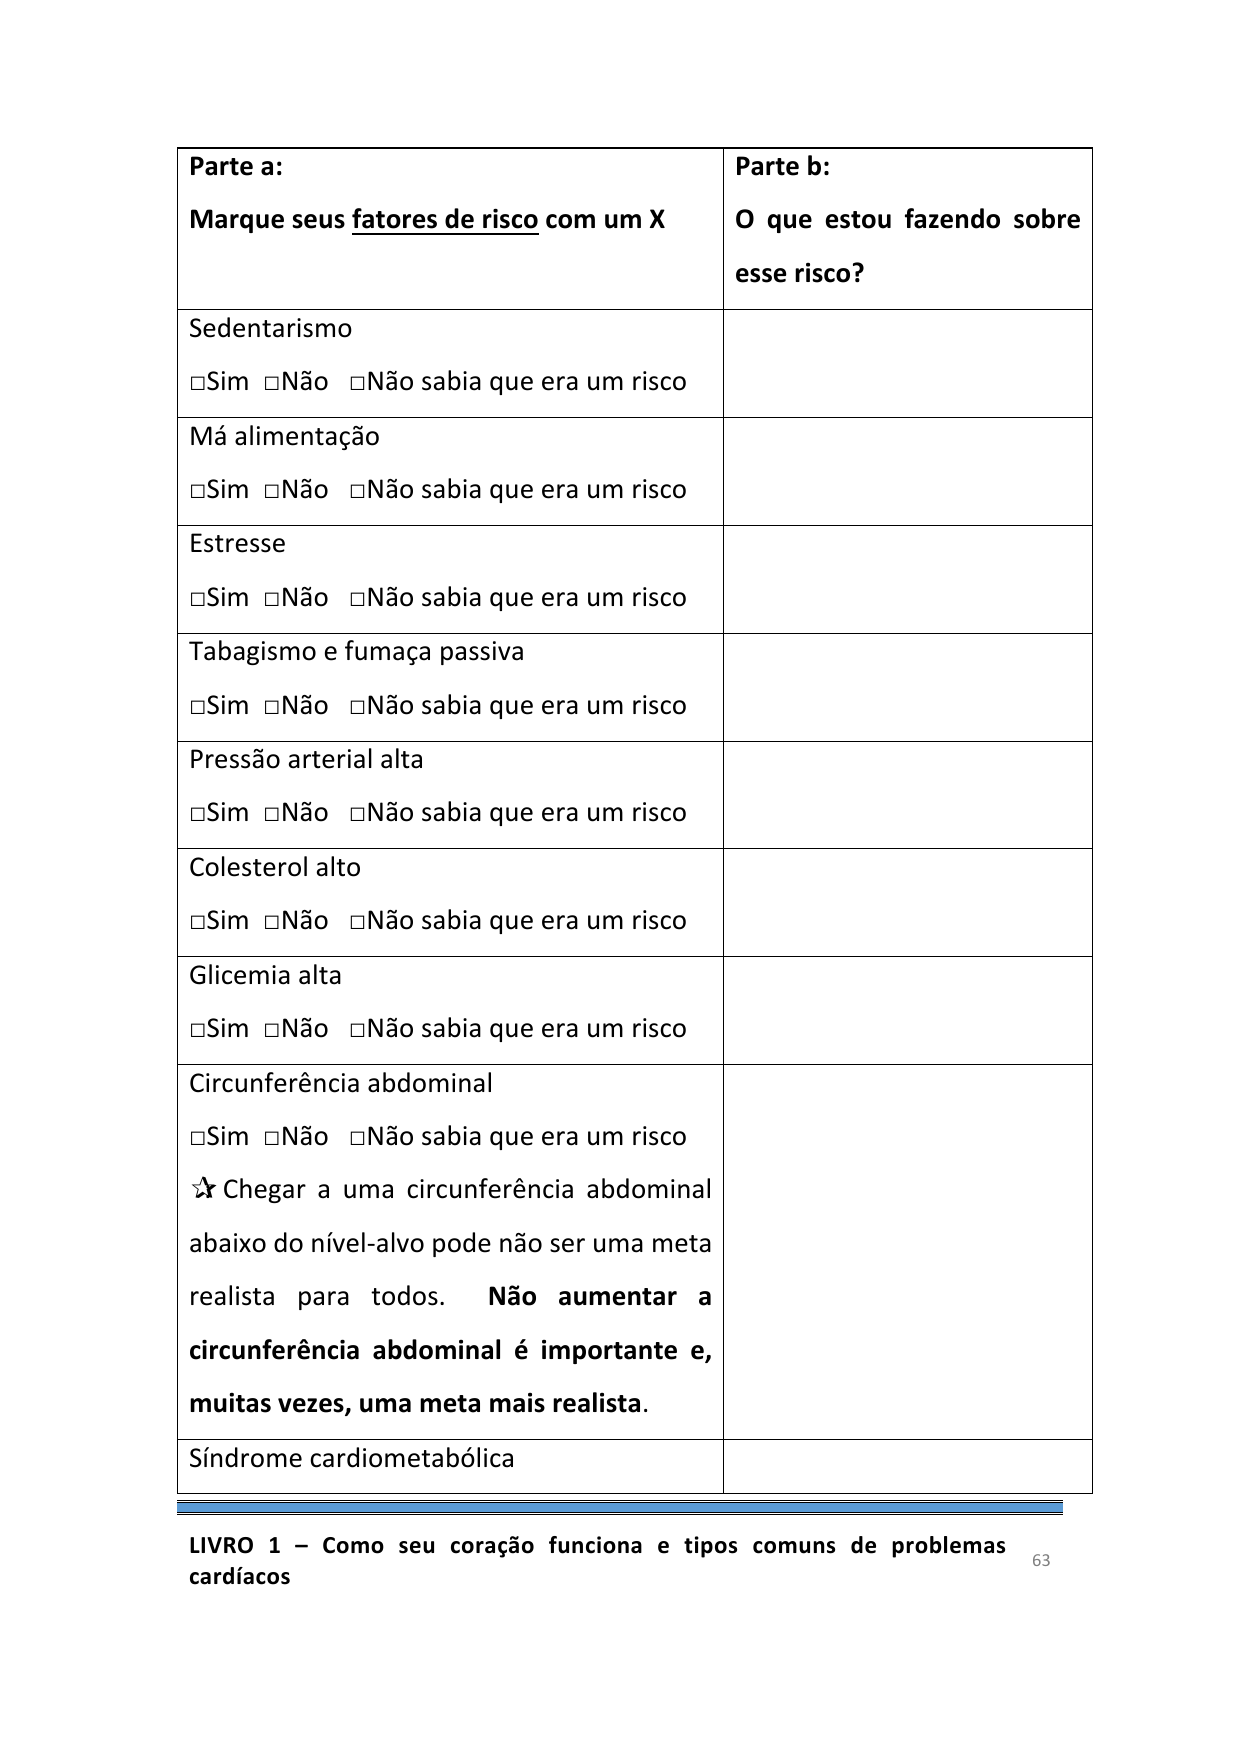 Parte a:
Marque seus fatores de risco com um X
Parte b:
O que estou fazendo sobre
esse risco?
Sedentarismo
□Sim □Não □Não sabia que era um risco
Má alimentação
□Sim □Não □Não sabia que era um risco
Estresse
□Sim □Não □Não sabia que era um risco
Tabagismo e fumaça passiva
□Sim □Não □Não sabia que era um risco
Pressão arterial alta
□Sim □Não □Não sabia que era um risco
Colesterol alto
□Sim □Não □Não sabia que era um risco
Glicemia alta
□Sim □Não □Não sabia que era um risco
Circunferência abdominal
□Sim □Não □Não sabia que era um risco
✰ Chegar a uma circunferência abdominal
abaixo do nível-alvo pode não ser uma meta
realista para todos. Não aumentar a
circunferência abdominal é importante e,
muitas vezes, uma meta mais realista.
Síndrome cardiometabólica
LIVRO 1 – Como seu coração funciona e tipos comuns de problemas
cardíacos
63